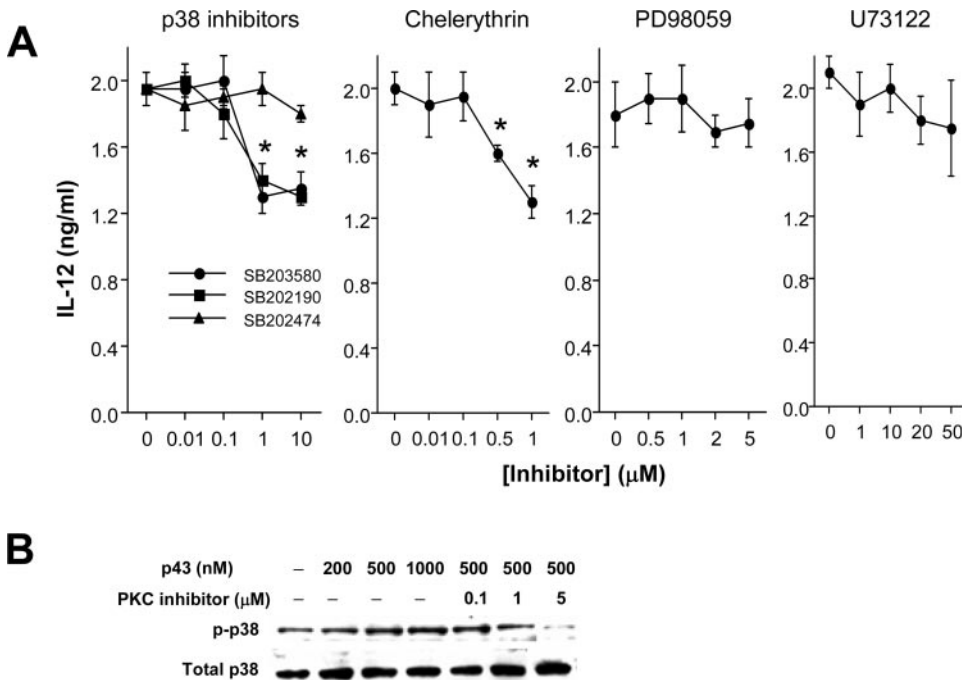 A
p38 inhibitors
Chelerythrin
PD98059
U73122
IL-12 (ng/ml)
2.0
1.6
1.2
0.8
0.4
0.0
* *
SB203580
SB202190
SB202474
0 0.01 0.1 1 10
2.0
1.6
1.2
0.8
0.4
0.0
* *
0 0.01 0.1 0.5 1
2.0
1.6
1.2
0.8
0.4
0.0
0 0.5 1 2 5
2.0
1.6
1.2
0.8
0.4
0.0
0 1 10 20 50
[Inhibitor] (μM)
B
p43 (nM) – 200 500 1000 500 500 500
PKC inhibitor (μM) – – – – 0.1 1 5
p-p38
Total p38